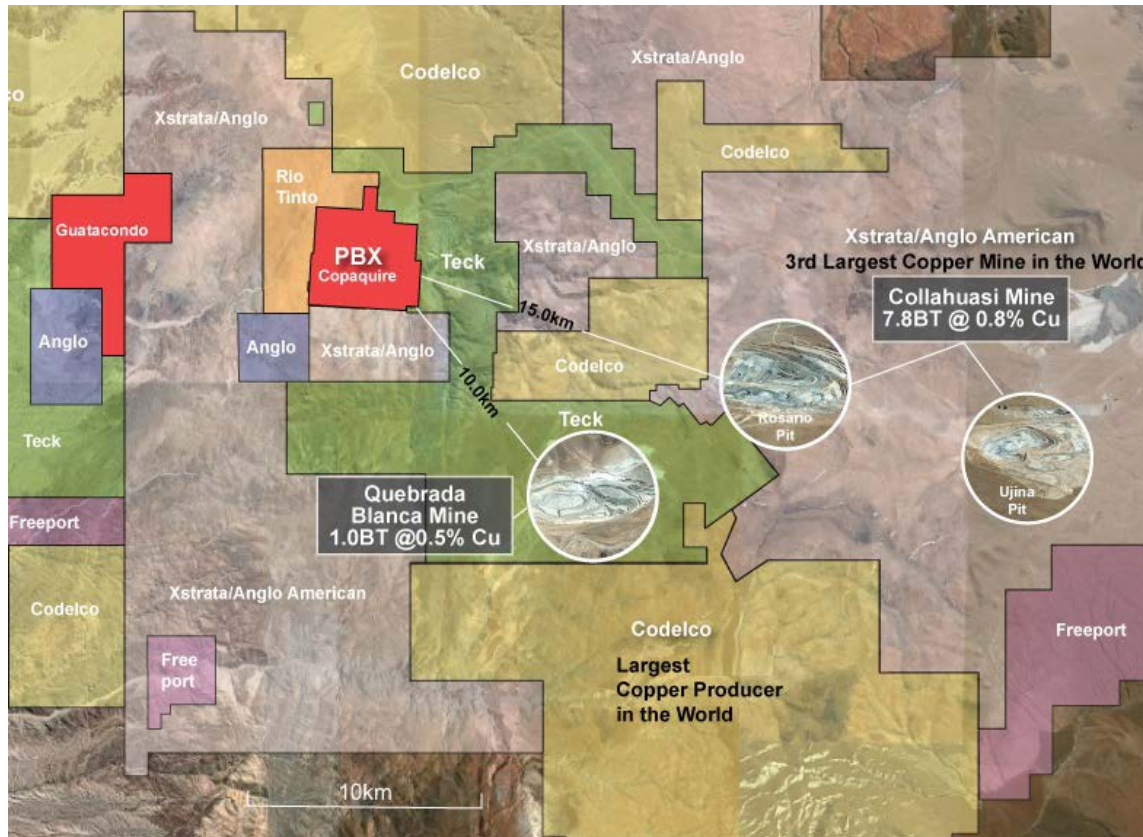 Codelco
Xstrata/Anglo
Xstrata/Anglo
co
Codelco
Rio
Tinto
Guatacondo
PBX
Copaquire
Teck
Xstrata/Anglo
Xstrata/Anglo American
3rd Largest Copper Mine in the World
Collahuasi Mine
7.8BT @ 0.8% Cu
15.0km
Anglo
Anglo
Xstrata/Anglo
Codelco
10.0km
Rosario
Pit
Teck
Teck
Quebrada
Blanca Mine
1.0BT @0.5% Cu
Ujina
Pit
Freeport
Codelco
Xstrata/Anglo American
Codelco
Freeport
Free
port
Largest
Copper Producer
in the World
10km